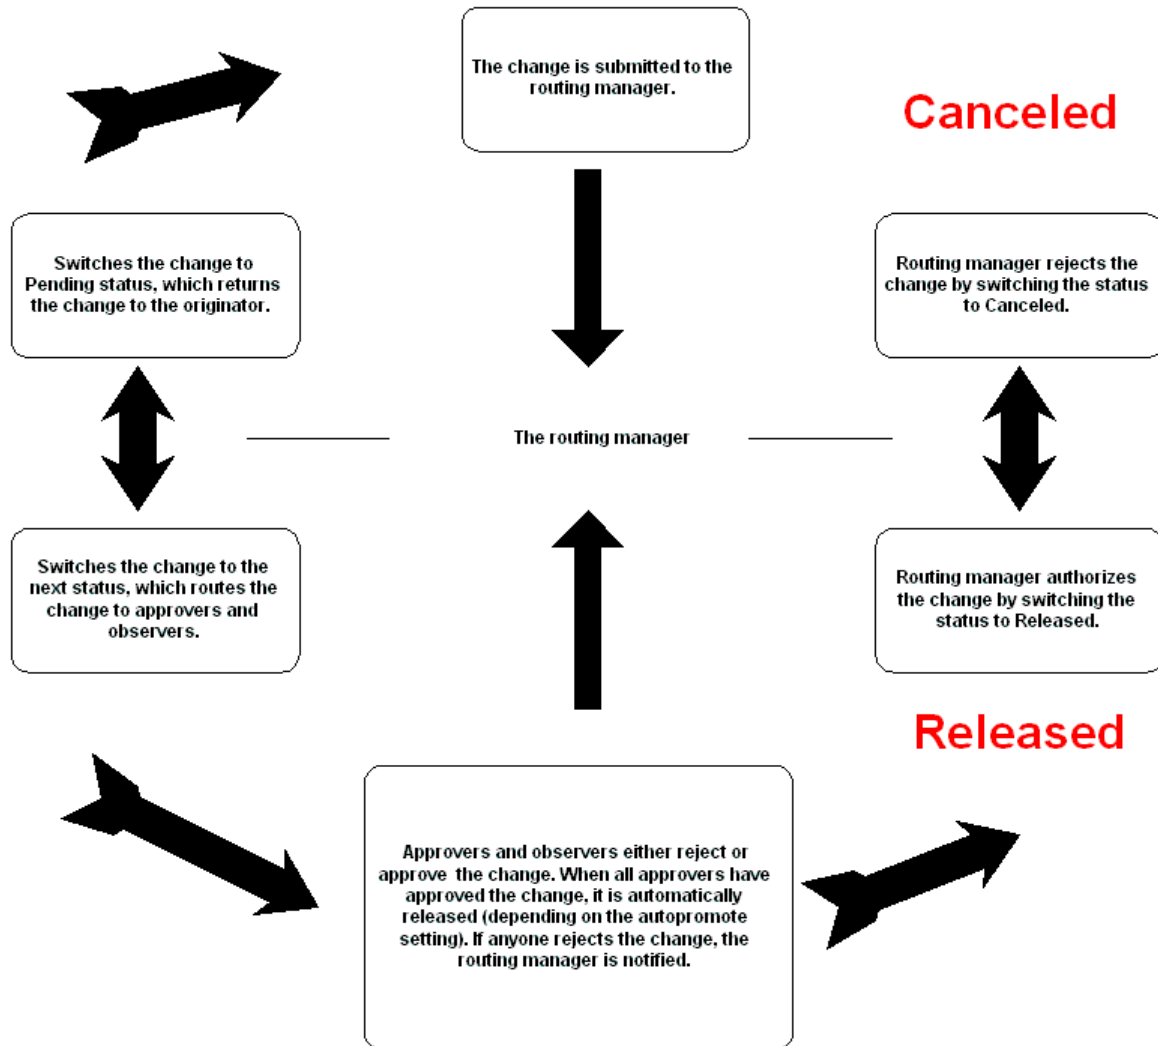 The change is submitted to the
routing manager.
Canceled
Switches the change to
Pending status, which returns
the change to the originator.
Routing manager rejects the
change by switching the status
to Canceled.
The routing manager
Switches the change to the
next status, which routes the
change to approvers and
observers.
Routing manager authorizes
the change by switching the
status to Released.
Released
Approvers and observers either reject or
approve the change. When all approvers have
approved the change, it is automatically
released (depending on the autopromote
setting). If anyone rejects the change, the
routing manager is notified.